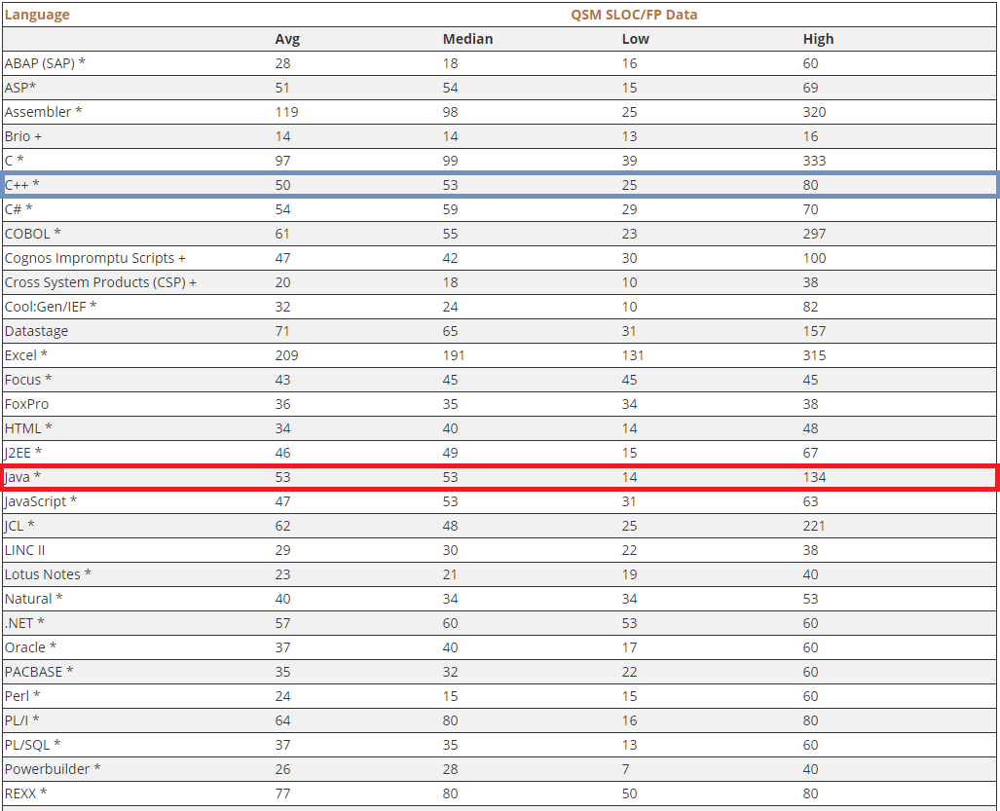 Language QSM SLOC/FP Data
Avg Median Low High
ABAP (SAP) * 28 18 16 60
ASP* 51 54 15 69
Assembler * 119 98 25 320
Brio + 14 14 13 16
C * 97 99 39 333
C++ * 50 53 25 80
C# * 54 59 29 70
COBOL * 61 55 23 297
Cognos Impromptu Scripts + 47 42 30 100
Cross System Products (CSP) + 20 18 10 38
Cool:Gen/IEF * 32 24 10 82
Datastage 71 65 31 157
Excel * 209 191 131 315
Focus * 43 45 45 45
FoxPro 36 35 34 38
HTML * 34 40 14 48
J2EE * 46 49 15 67
Java * 53 53 14 134
JavaScript * 47 53 31 63
JCL * 62 48 25 221
LINC II 29 30 22 38
Lotus Notes * 23 21 19 40
Natural * 40 34 34 53
.NET * 57 60 53 60
Oracle * 37 40 17 60
PACBASE * 35 32 22 60
Perl * 24 15 15 60
PL/I * 64 80 16 80
PL/SQL * 37 35 13 60
Powerbuilder * 26 28 7 40
REXX * 77 80 50 80